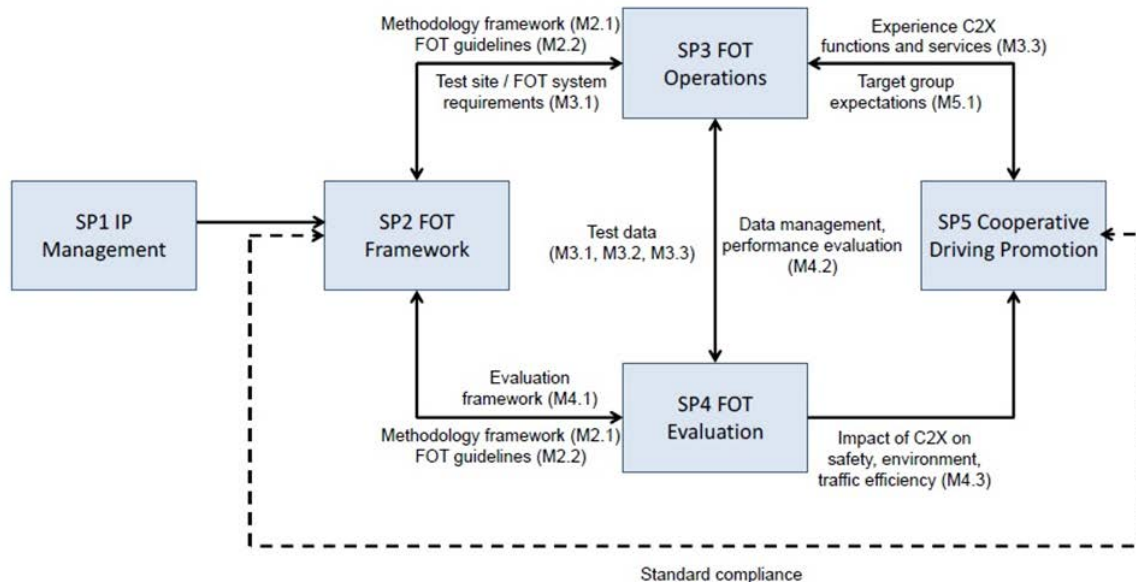 Methodology framework (M2.1)
FOT guidelines (M2.2)
Test site / FOT system
requirements (M3.1)
SP3 FOT
Operations
Experience C2X
functions and services (M3.3)
Target group
expectations (M5.1)
SP1 IP
Management
SP2 FOT
Framework
Test data
(M3.1, M3.2, M3.3)
Data management,
performance evaluation
(M4.2)
SP5 Cooperative
Driving Promotion
Evaluation
framework (M4.1)
Methodology framework (M2.1)
FOT guidelines (M2.2)
SP4 FOT
Evaluation
Impact of C2X on
safety, environment,
traffic efficiency (M4.3)
Standard compliance